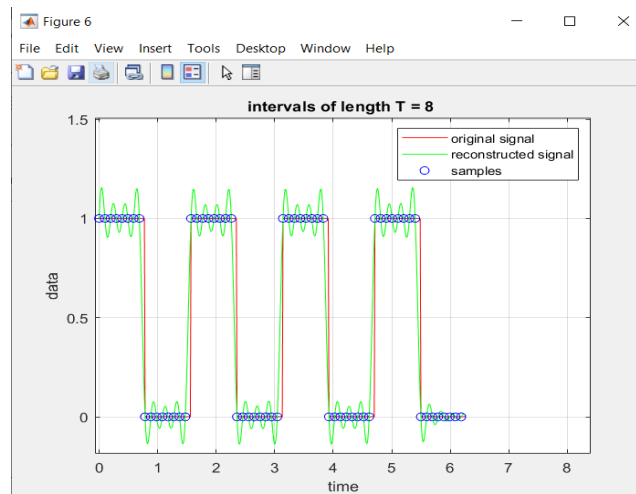 Figure 6
File Edit View Insert Tools Desktop Window Help
intervals of length T = 8
1.5
original signal
reconstructed signal
samples
1
data
0.5
0
0 1 2 3 4 5 6 7 8
time